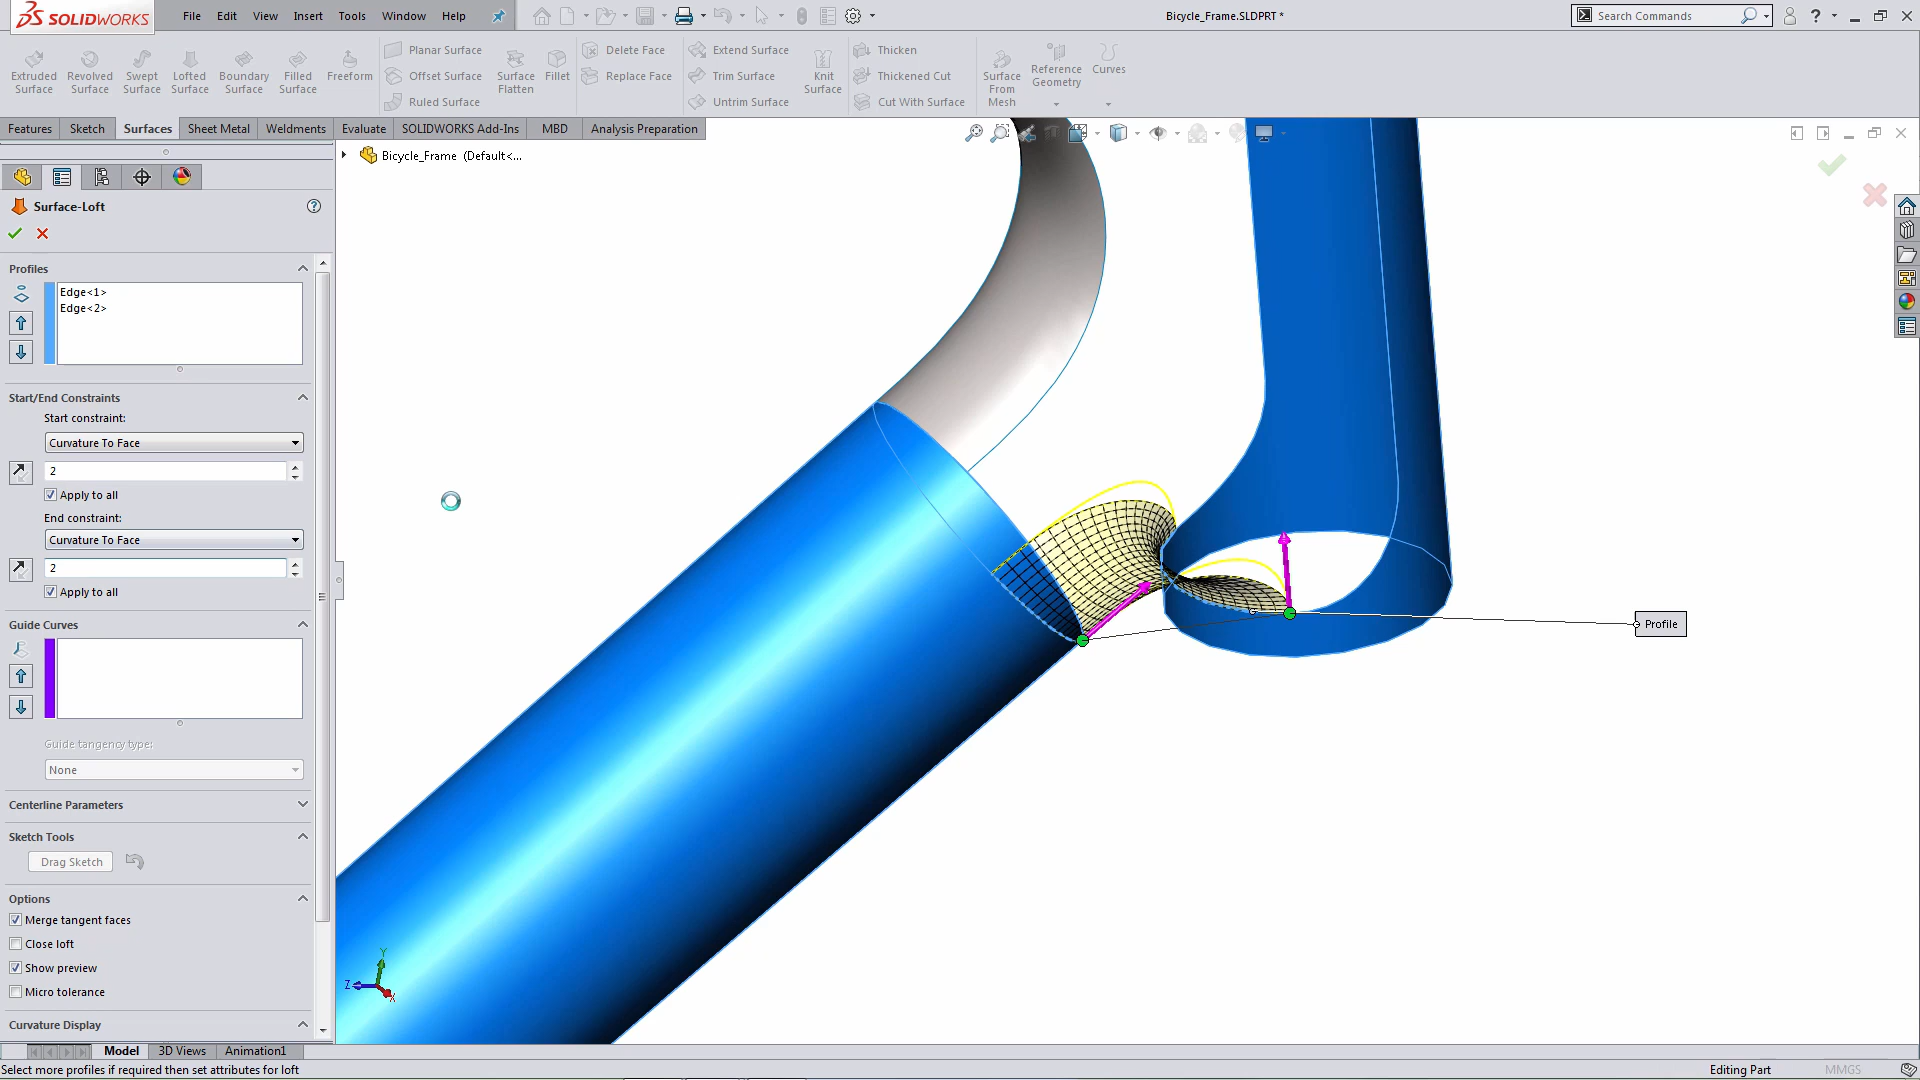 SOLIDWORKS File Edit View Insert Tools Window Help Bicycle_Frame.SLDPRT * Search Commands ?
Extruded Surface
Revolved Surface
Swept Surface
Lofted Surface
Boundary Surface
Filled Surface
Freeform
Planar Surface
Offset Surface
Ruled Surface
Surface Flatten
Fillet
Delete Face
Replace Face
Extend Surface
Trim Surface
Untrim Surface
Knit Surface
Thicken
Thickened Cut
Cut With Surface
Surface From Mesh
Reference Geometry
Curves
Features Sketch Surfaces Sheet Metal Weldments Evaluate SOLIDWORKS Add-Ins MBD Analysis Preparation
Bicycle_Frame (Default<...
Surface-Loft ?
Profiles
Edge<1>
Edge<2>
Start/End Constraints
Start constraint:
Curvature To Face
2
Apply to all
End constraint:
Curvature To Face
2
Apply to all
Guide Curves
Guide tangency type:
None
Centerline Parameters
Sketch Tools
Drag Sketch
Options
Merge tangent faces
Close loft
Show preview
Micro tolerance
Curvature Display
Profile
Y
Z
X
Model 3D Views Animation1
Select more profiles if required then set attributes for loft Editing Part MMGS